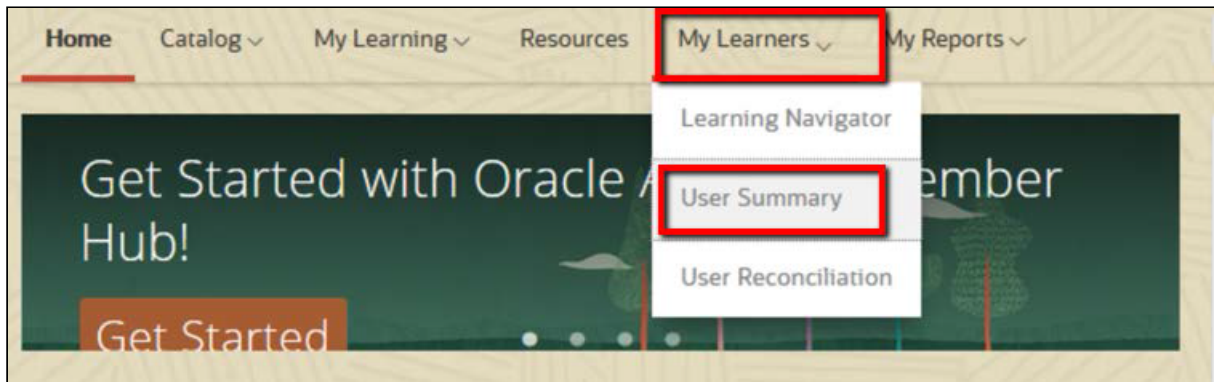 Home Catalog My Learning Resources My Learners My Reports
Learning Navigator
User Summary
User Reconciliation
Get Started with Oracle A ember
Hub!
Get Started